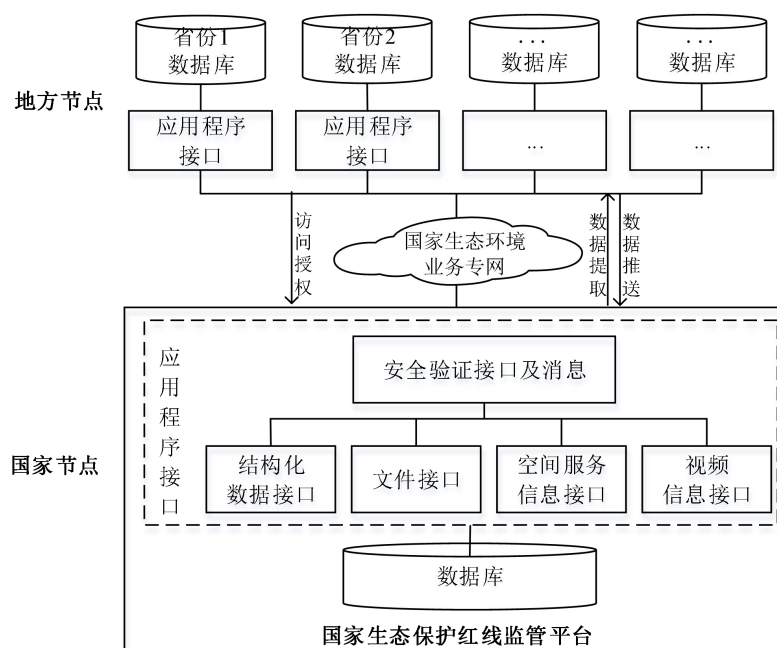 省份1
数据库
省份2
数据库
...
数据库
...
数据库
地方节点
应用程序
接口
应用程序
接口
...
...
访问授权
国家生态环境
业务专网
数据提取
数据推送
应用程序接口
安全验证接口及消息
国家节点
结构化
数据接口
文件接口
空间服务
信息接口
视频
信息接口
数据库
国家生态保护红线监管平台